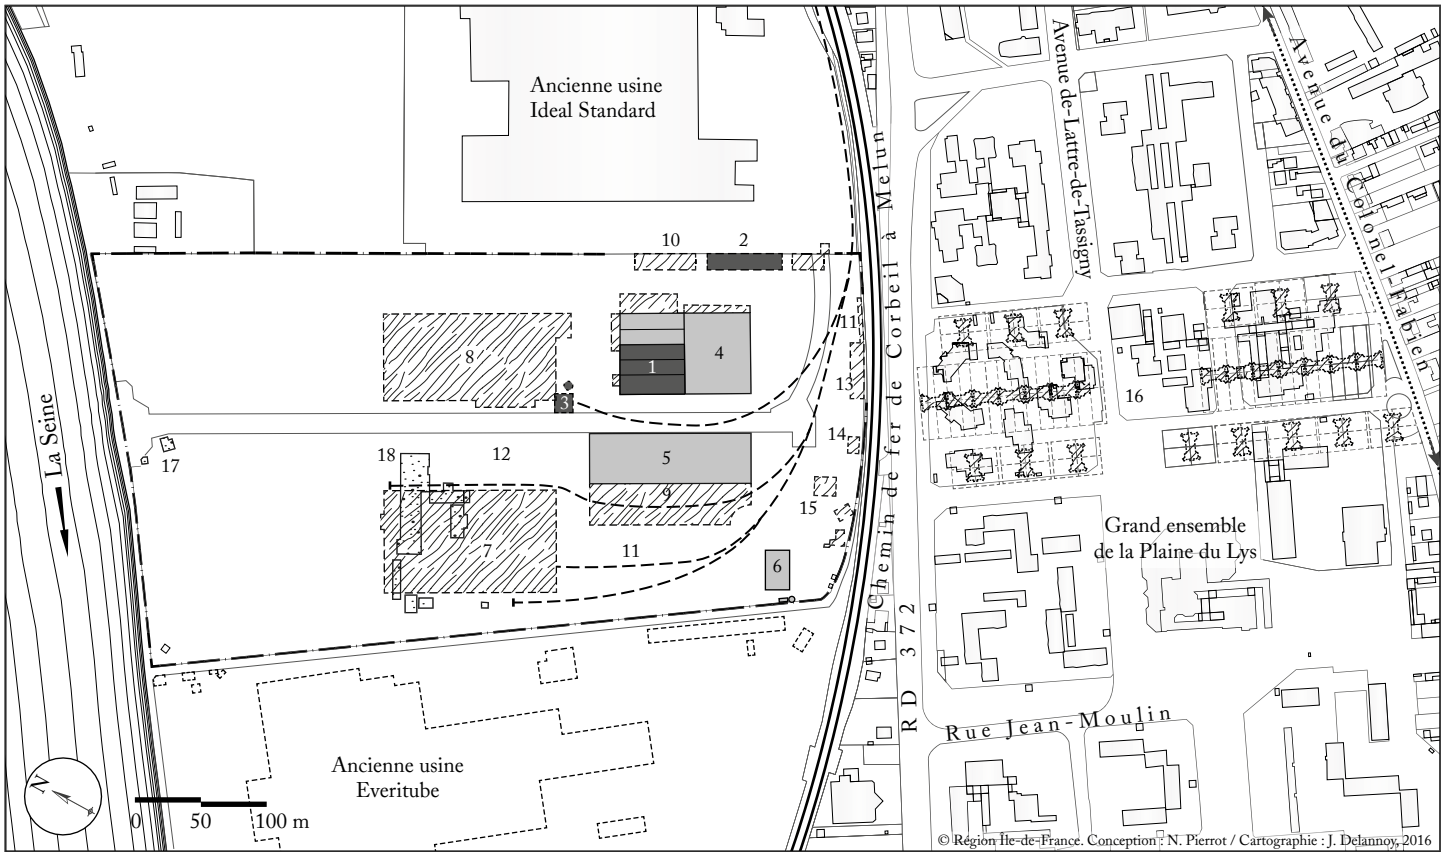 Ancienne usine
Ideal Standard
Avenue de-Lattre-de-Tassigny
Avenue du Colonel-Fabien
Chemin de fer de Corbeil à Melun
10
2
11
8
1
4
3
13
16
14
La Seine
17
18
12
5
9
15
7
11
6
Grand ensemble
de la Plaine du Lys
RD 372
Rue Jean-Moulin
Ancienne usine
Everitube
N
0 50 100 m
© Région Île-de-France. Conception : N. Pierrot / Cartographie : J. Delannoy, 2016